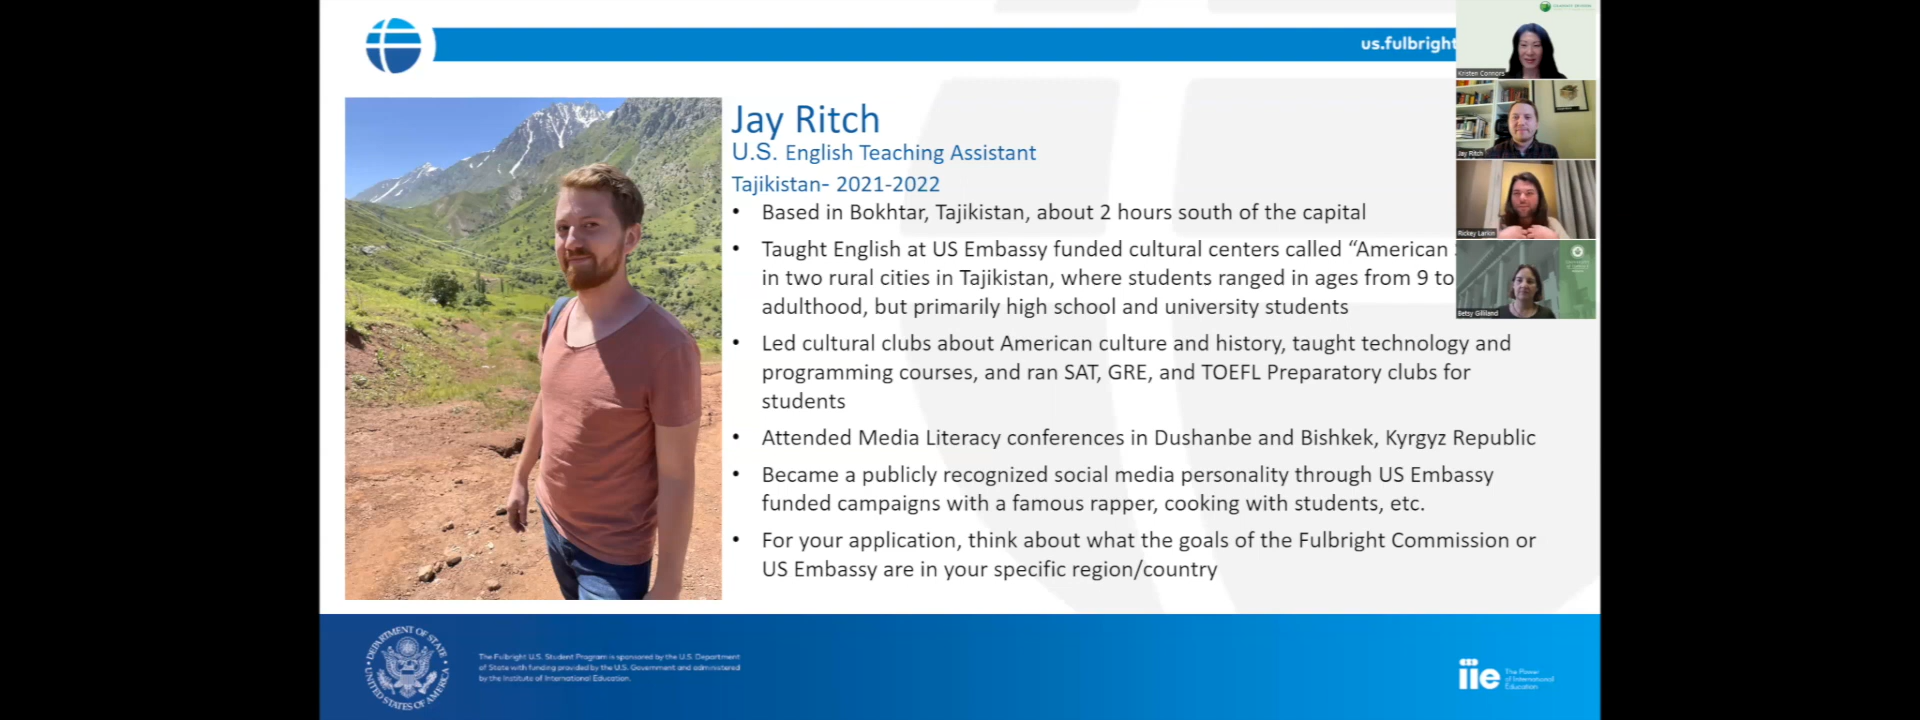 us.fulbright
Jay Ritch
U.S. English Teaching Assistant
Tajikistan- 2021-2022
• Based in Bokhtar, Tajikistan, about 2 hours south of the capital
• Taught English at US Embassy funded cultural centers called “American
in two rural cities in Tajikistan, where students ranged in ages from 9 to
adulthood, but primarily high school and university students
• Led cultural clubs about American culture and history, taught technology and
programming courses, and ran SAT, GRE, and TOEFL Preparatory clubs for
students
• Attended Media Literacy conferences in Dushanbe and Bishkek, Kyrgyz Republic
• Became a publicly recognized social media personality through US Embassy
funded campaigns with a famous rapper, cooking with students, etc.
• For your application, think about what the goals of the Fulbright Commission or
US Embassy are in your specific region/country
Kristen Connors
Jay Ritch
Rickey Larion
Betsy Gilliland
DEPARTMENT OF STATE
UNITED STATES OF AMERICA
The Fulbright U.S. Student Program is sponsored by the U.S. Department
of State with funding provided by the U.S. Government and administered
by the Institute of International Education.
iie
The Power
of International
Education